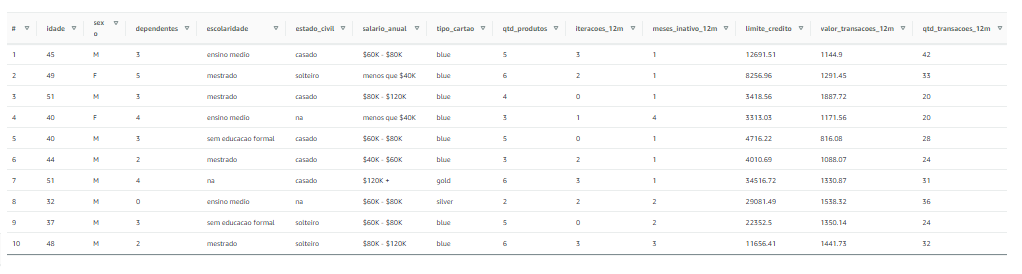 # idade sexo dependentes escolaridade estado_civil salario_anual tipo_cartao qtd_produtos iteracoes_12m meses_inativo_12m limite_credito valor_transacoes_12m qtd_transacoes_12m
1 45 M 3 ensino medio casado $60K - $80K blue 5 3 1 12691.51 1144.9 42
2 49 F 5 mestrado solteiro menos que $40K blue 6 2 1 8256.96 1291.45 33
3 51 M 3 mestrado casado $80K - $120K blue 4 0 1 3418.56 1887.72 20
4 40 F 4 ensino medio na menos que $40K blue 3 1 4 3313.03 1171.56 20
5 40 M 3 sem educacao formal casado $60K - $80K blue 5 0 1 4716.22 816.08 28
6 44 M 2 mestrado casado $40K - $60K blue 3 2 1 4010.69 1088.07 24
7 51 M 4 na casado $120K + gold 6 3 1 34516.72 1330.87 31
8 32 M 0 ensino medio na $60K - $80K silver 2 2 2 29081.49 1538.32 36
9 37 M 3 sem educacao formal solteiro $60K - $80K blue 5 0 2 22352.5 1350.14 24
10 48 M 2 mestrado solteiro $80K - $120K blue 6 3 3 11656.41 1441.73 32